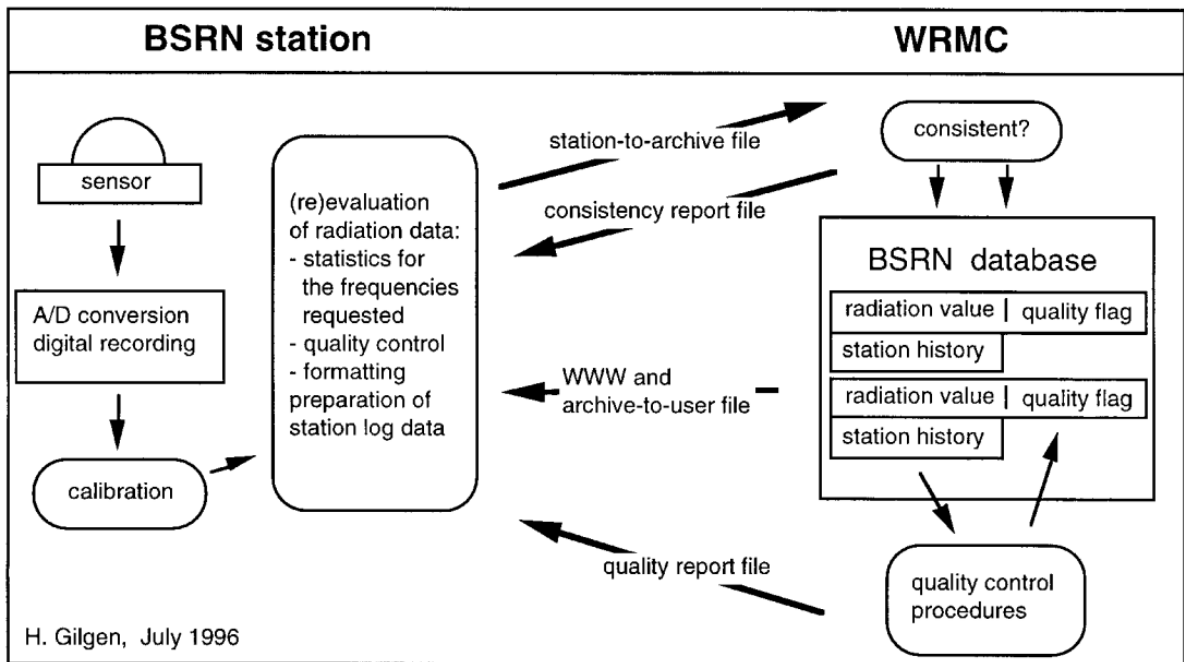 BSRN station
WRMC
sensor
A/D conversion
digital recording
calibration
(re)evaluation
of radiation data:
- statistics for
the frequencies
requested
- quality control
- formatting
preparation of
station log data
station-to-archive file
consistency report file
WWW and
archive-to-user file
quality report file
consistent?
BSRN database
radiation value | quality flag
station history
radiation value | quality flag
station history
quality control
procedures
H. Gilgen, July 1996